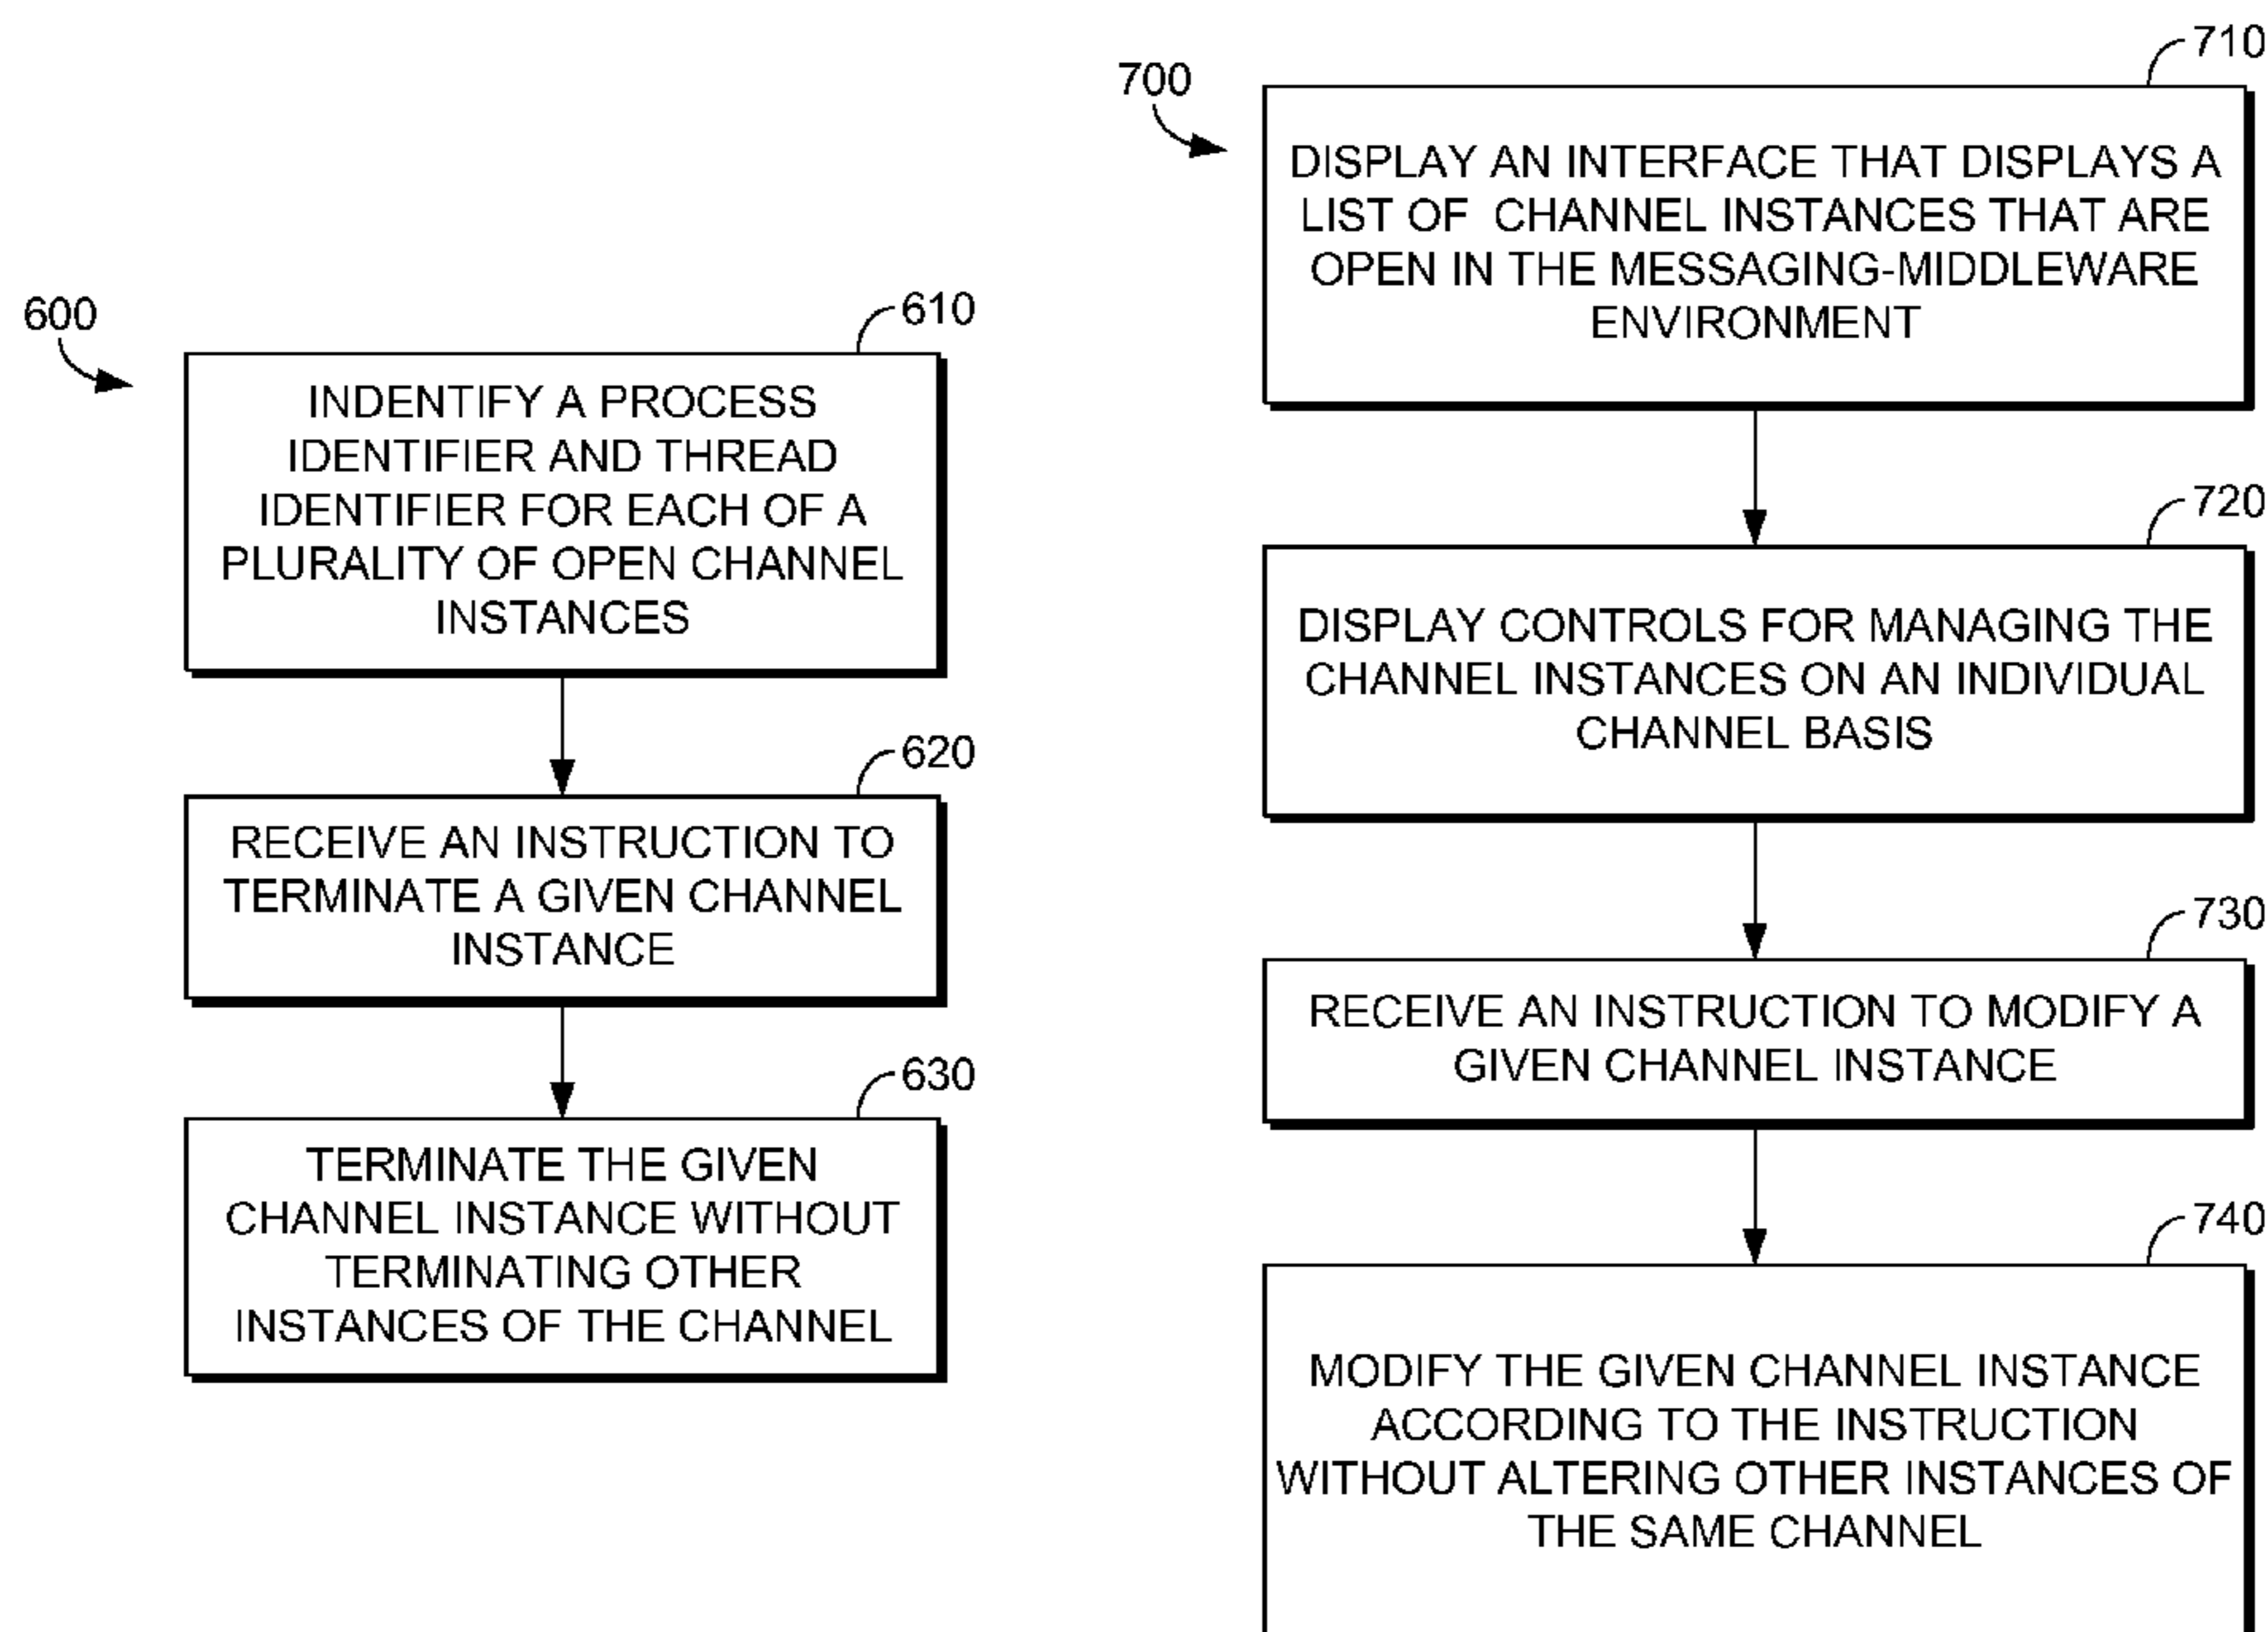 600
610
INDENTIFY A PROCESS
IDENTIFIER AND THREAD
IDENTIFIER FOR EACH OF A
PLURALITY OF OPEN CHANNEL
INSTANCES
620
RECEIVE AN INSTRUCTION TO
TERMINATE A GIVEN CHANNEL
INSTANCE
630
TERMINATE THE GIVEN
CHANNEL INSTANCE WITHOUT
TERMINATING OTHER
INSTANCES OF THE CHANNEL
700
710
DISPLAY AN INTERFACE THAT DISPLAYS A
LIST OF CHANNEL INSTANCES THAT ARE
OPEN IN THE MESSAGING-MIDDLEWARE
ENVIRONMENT
720
DISPLAY CONTROLS FOR MANAGING THE
CHANNEL INSTANCES ON AN INDIVIDUAL
CHANNEL BASIS
730
RECEIVE AN INSTRUCTION TO MODIFY A
GIVEN CHANNEL INSTANCE
740
MODIFY THE GIVEN CHANNEL INSTANCE
ACCORDING TO THE INSTRUCTION
WITHOUT ALTERING OTHER INSTANCES OF
THE SAME CHANNEL